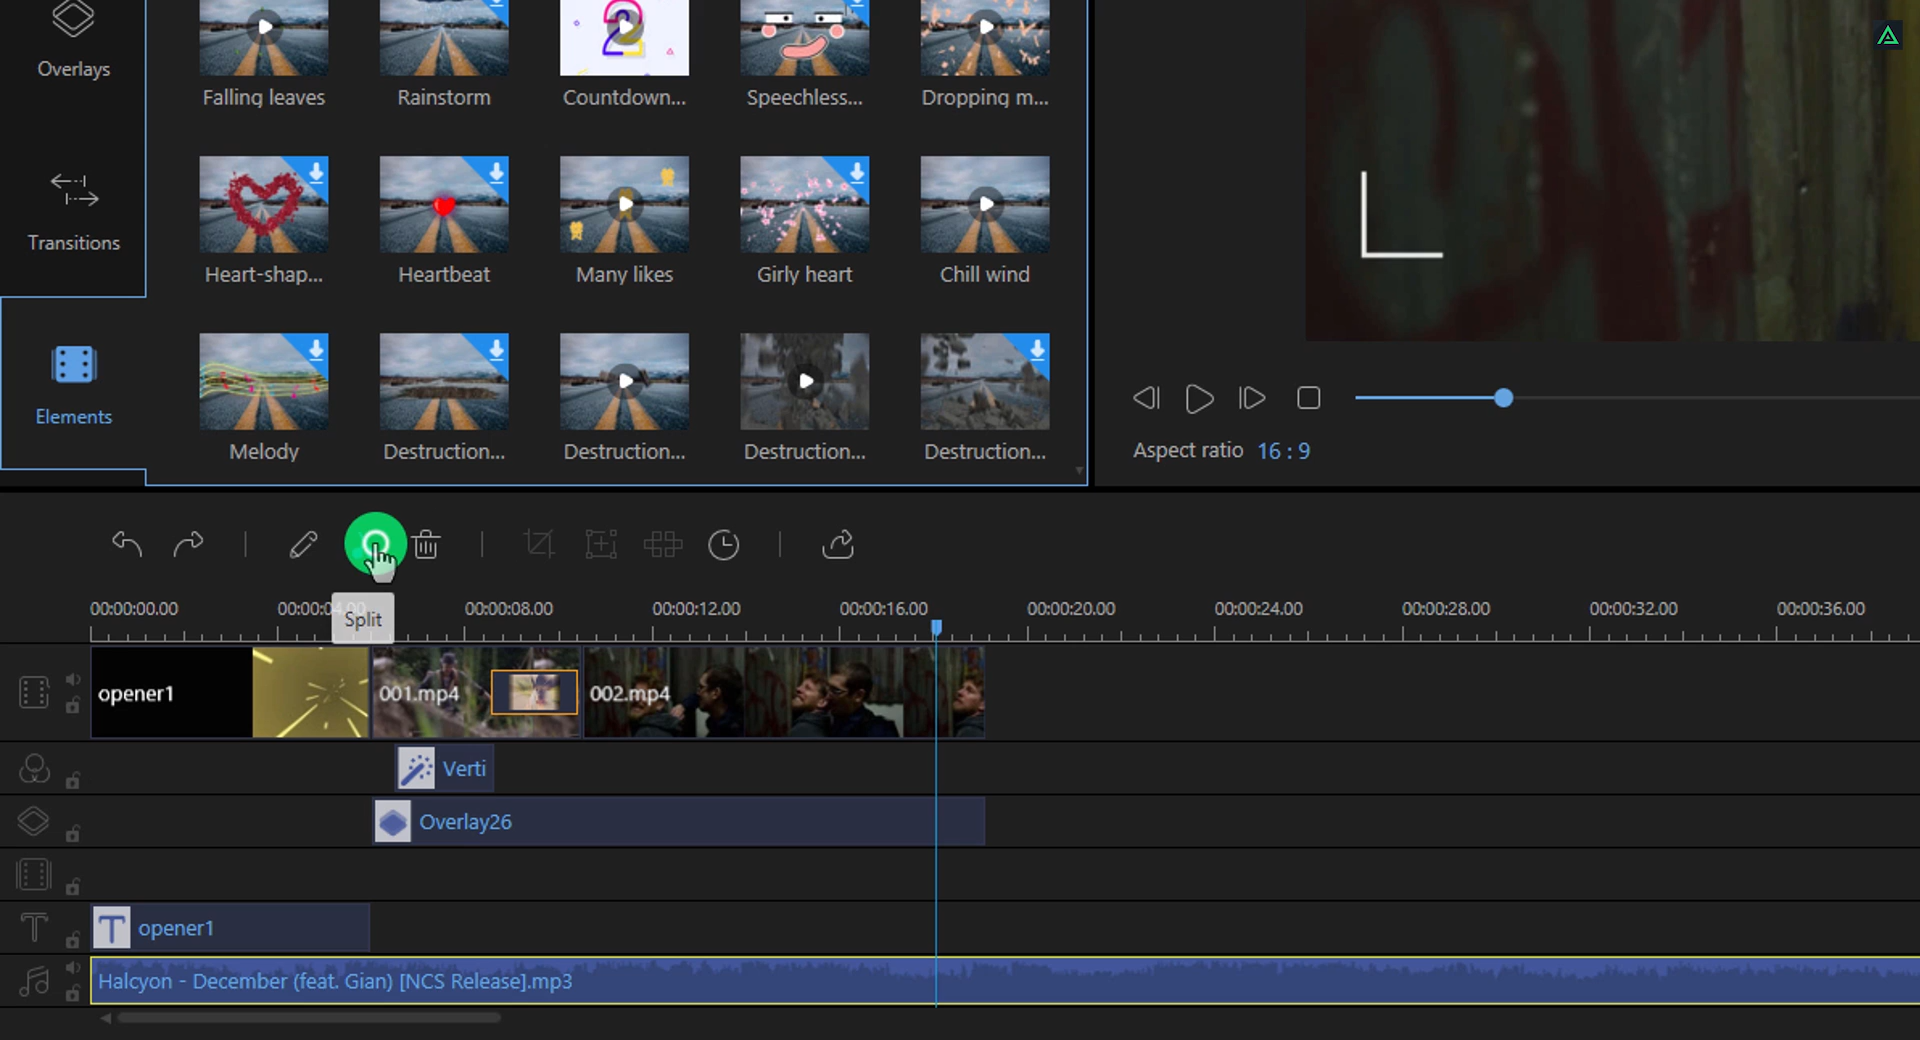 Overlays
Falling leaves
Rainstorm
Countdown...
Speechless...
Dropping m...
Transitions
Heart-shap...
Heartbeat
Many likes
Girly heart
Chill wind
Elements
Melody
Destruction...
Destruction...
Destruction...
Destruction...
2
Aspect ratio 16 : 9
00:00:00.00
00:00:04.00
00:00:08.00
00:00:12.00
00:00:16.00
00:00:20.00
00:00:24.00
00:00:28.00
00:00:32.00
00:00:36.00
Split
opener1
001.mp4
002.mp4
Verti
Overlay26
T opener1
Halcyon - December (feat. Gian) [NCS Release].mp3